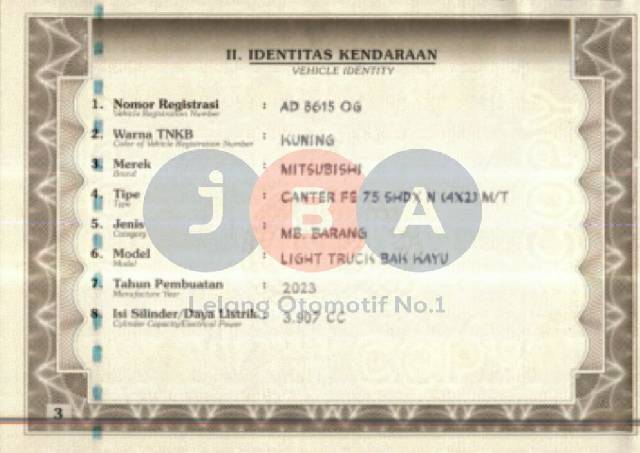 II. IDENTITAS KENDARAAN
VEHICLE IDENTITY
1. Nomor Registrasi : AD 8615 OG
Vehicle Registration Number
2. Warna TNKB : KUNING
Color of Vehicle Registration Number
3. Merek : MITSUBISHI
Brand
4. Tipe : CANTER FE 75 SHDX N (4X2) M/T
Type
5. Jenis : MB. BARANG
Category
6. Model : LIGHT TRUCK BAK KAYU
Model
7. Tahun Pembuatan : 2023
Manufacture Year
8. Isi Silinder/Daya Listrik : 3.907 CC
Cylinder Capacity/Electrical Power
JBA
Lelang Otomotif No.1
3